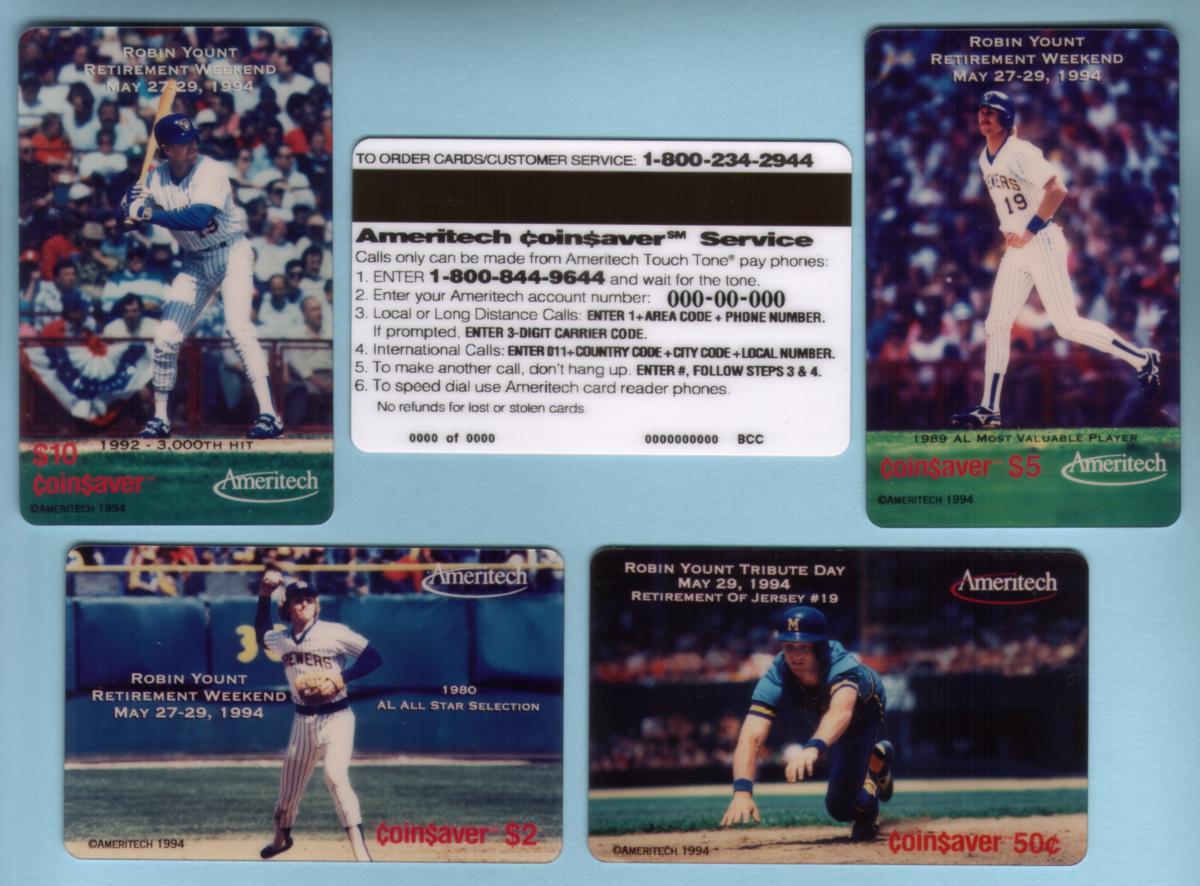 Robin Yount
Retirement Weekend
May 27-29, 1994
19
1992 - 3,000th Hit
$10
¢oin$aver℠
Ameritech
©AMERITECH 1994
TO ORDER CARDS/CUSTOMER SERVICE: 1-800-234-2944
Ameritech ¢oin$aver℠ Service
Calls only can be made from Ameritech Touch Tone® pay phones:
1. ENTER 1-800-844-9644 and wait for the tone.
2. Enter your Ameritech account number: 000-00-000
3. Local or Long Distance Calls: ENTER 1+AREA CODE + PHONE NUMBER.
If prompted, ENTER 3-DIGIT CARRIER CODE.
4. International Calls: ENTER 011+COUNTRY CODE+CITY CODE+LOCAL NUMBER.
5. To make another call, don't hang up. ENTER #, FOLLOW STEPS 3 & 4.
6. To speed dial use Ameritech card reader phones.
No refunds for lost or stolen cards.
0000 of 0000 0000000000 BCC
Robin Yount
Retirement Weekend
May 27-29, 1994
EWERS
19
1989 AL Most Valuable Player
¢oin$aver℠ $5 Ameritech
©AMERITECH 1994
Ameritech
3
EWERS
Robin Yount
Retirement Weekend
May 27-29, 1994
1980
AL All Star Selection
¢oin$aver℠ $2
©AMERITECH 1994
Robin Yount Tribute Day
May 29, 1994
Retirement Of Jersey #19
Ameritech
M
¢oin$aver 50¢
©AMERITECH 1994